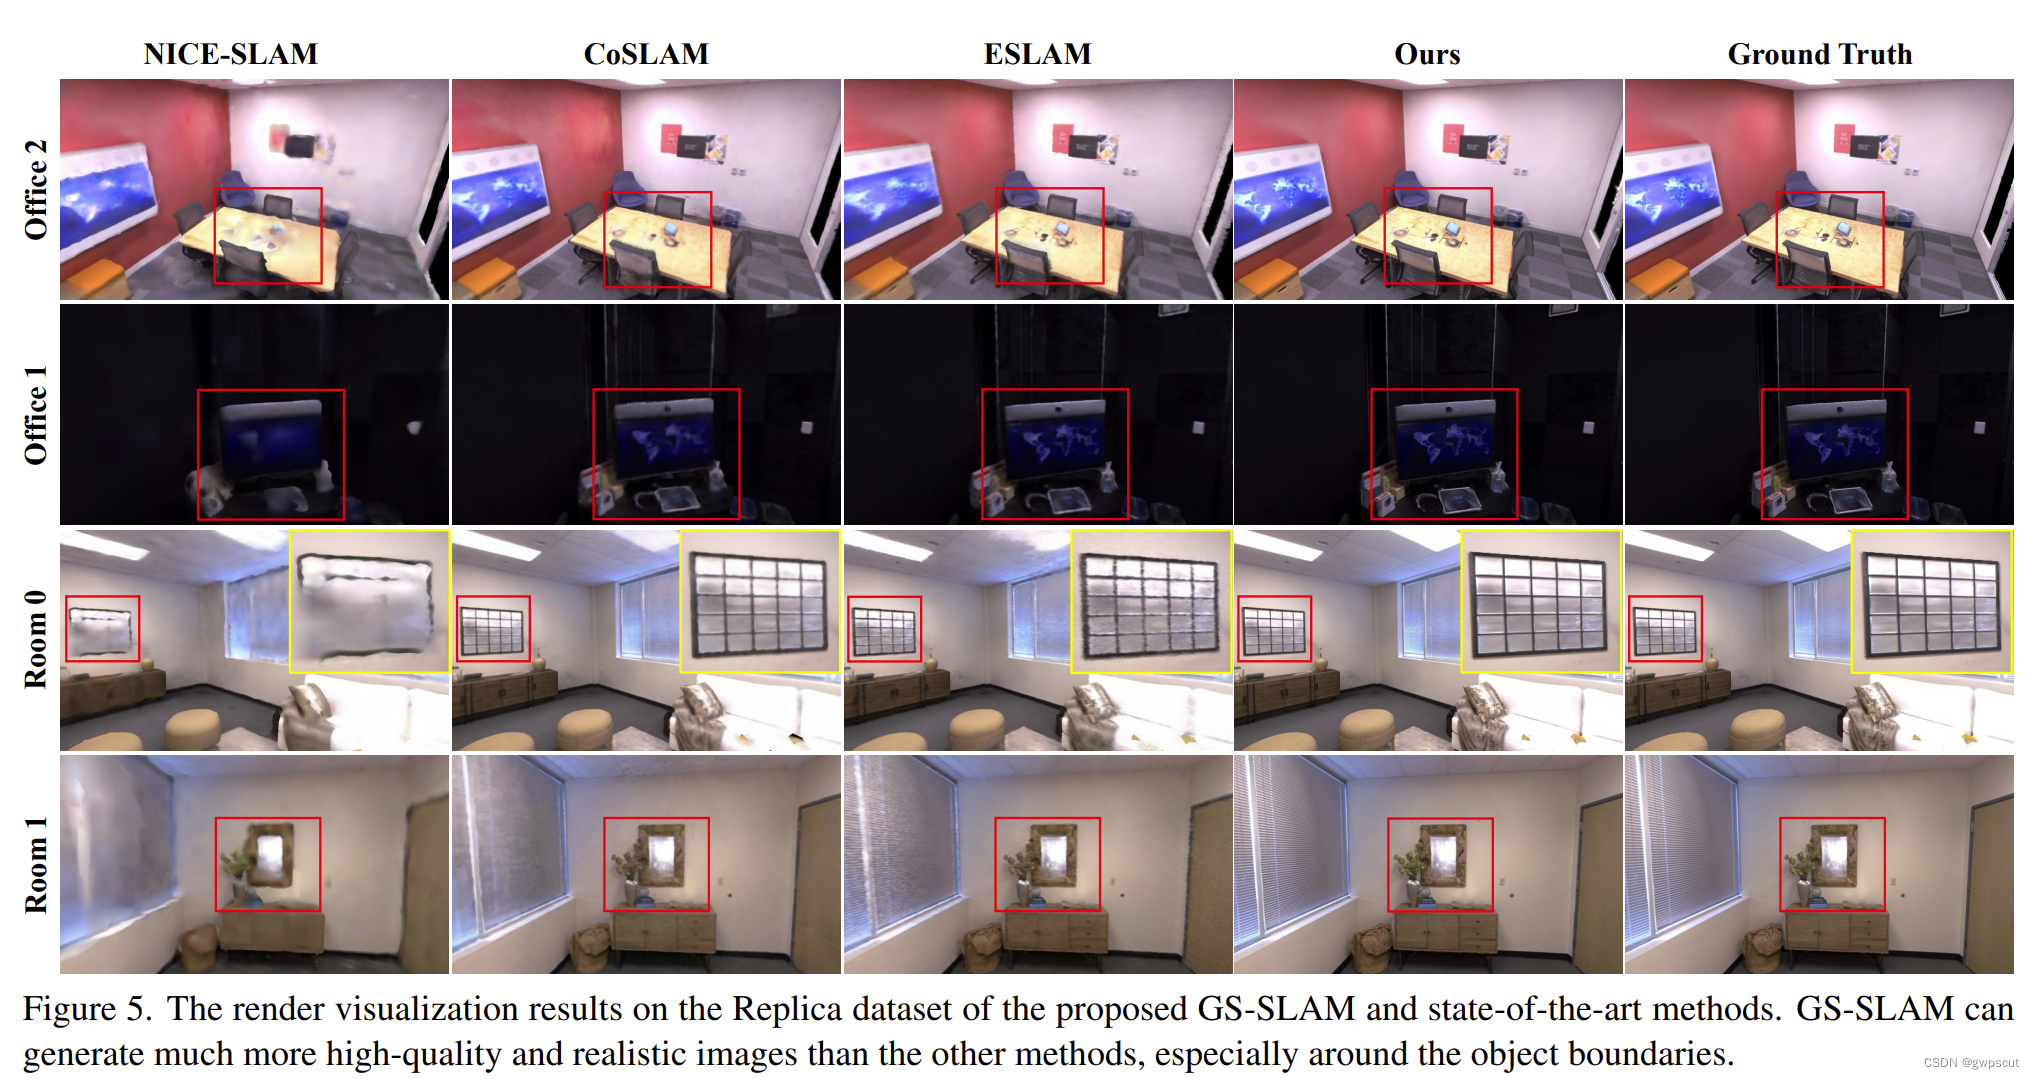 NICE-SLAM CoSLAM ESLAM Ours Ground Truth
Office 2
Office 1
Room 0
Room 1
Figure 5. The render visualization results on the Replica dataset of the proposed GS-SLAM and state-of-the-art methods. GS-SLAM can
generate much more high-quality and realistic images than the other methods, especially around the object boundaries.
CSDN @gwpscut